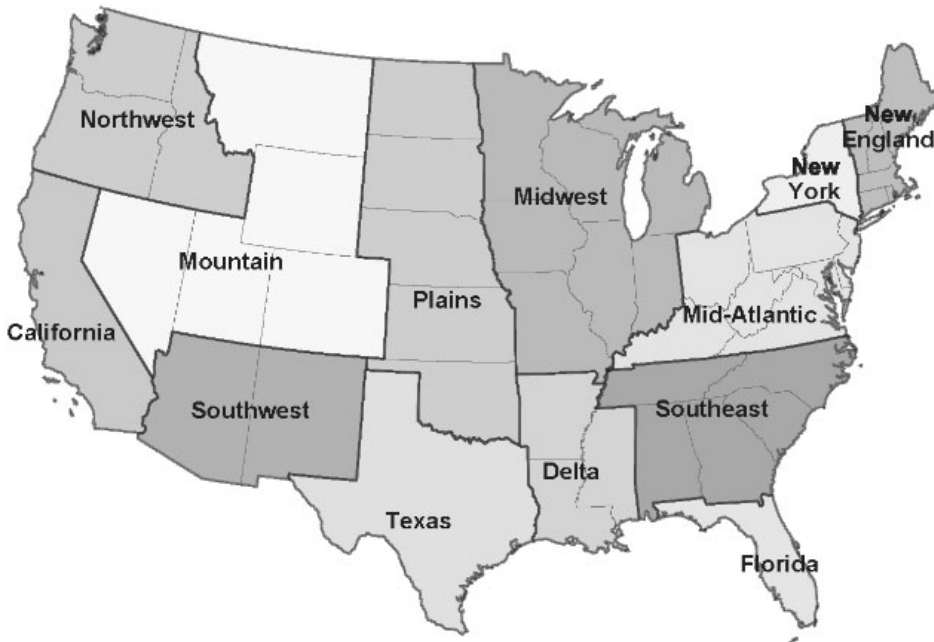 Northwest
New
England
New
York
Midwest
Mountain
Plains
California
Mid-Atlantic
Southwest
Southeast
Delta
Texas
Florida